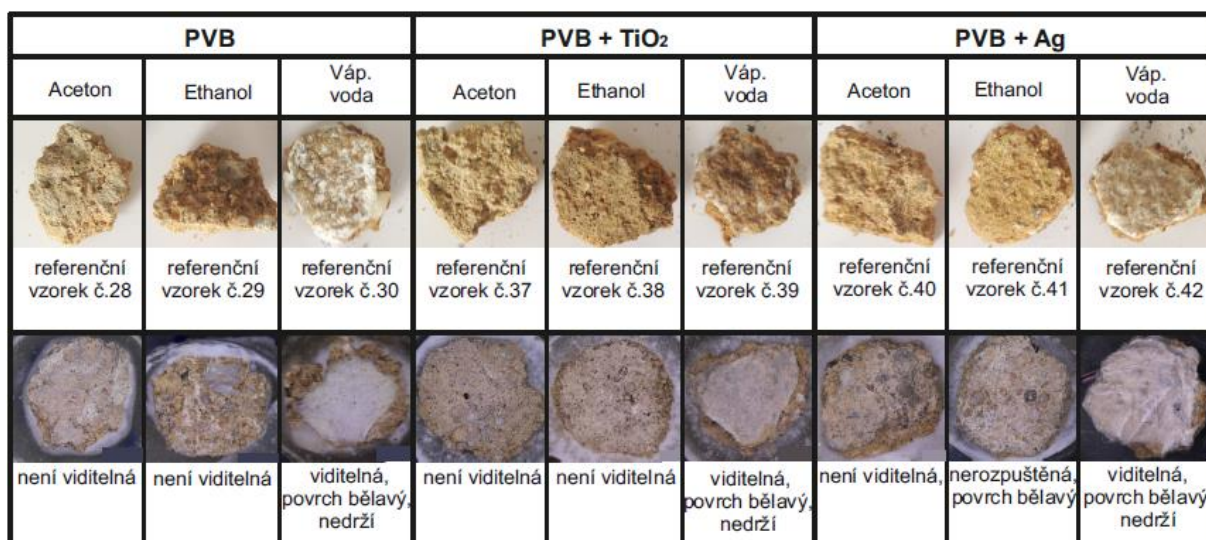 PVB PVB + TiO₂ PVB + Ag
Aceton Ethanol Váp. voda Aceton Ethanol Váp. voda Aceton Ethanol Váp. voda
referenční vzorek č.28 referenční vzorek č.29 referenční vzorek č.30 referenční vzorek č.37 referenční vzorek č.38 referenční vzorek č.39 referenční vzorek č.40 referenční vzorek č.41 referenční vzorek č.42
není viditelná není viditelná viditelná, povrch bělavý, nedrží není viditelná není viditelná viditelná, povrch bělavý, nedrží není viditelná, nerozpuštěná, povrch bělavý viditelná, povrch bělavý nedrží